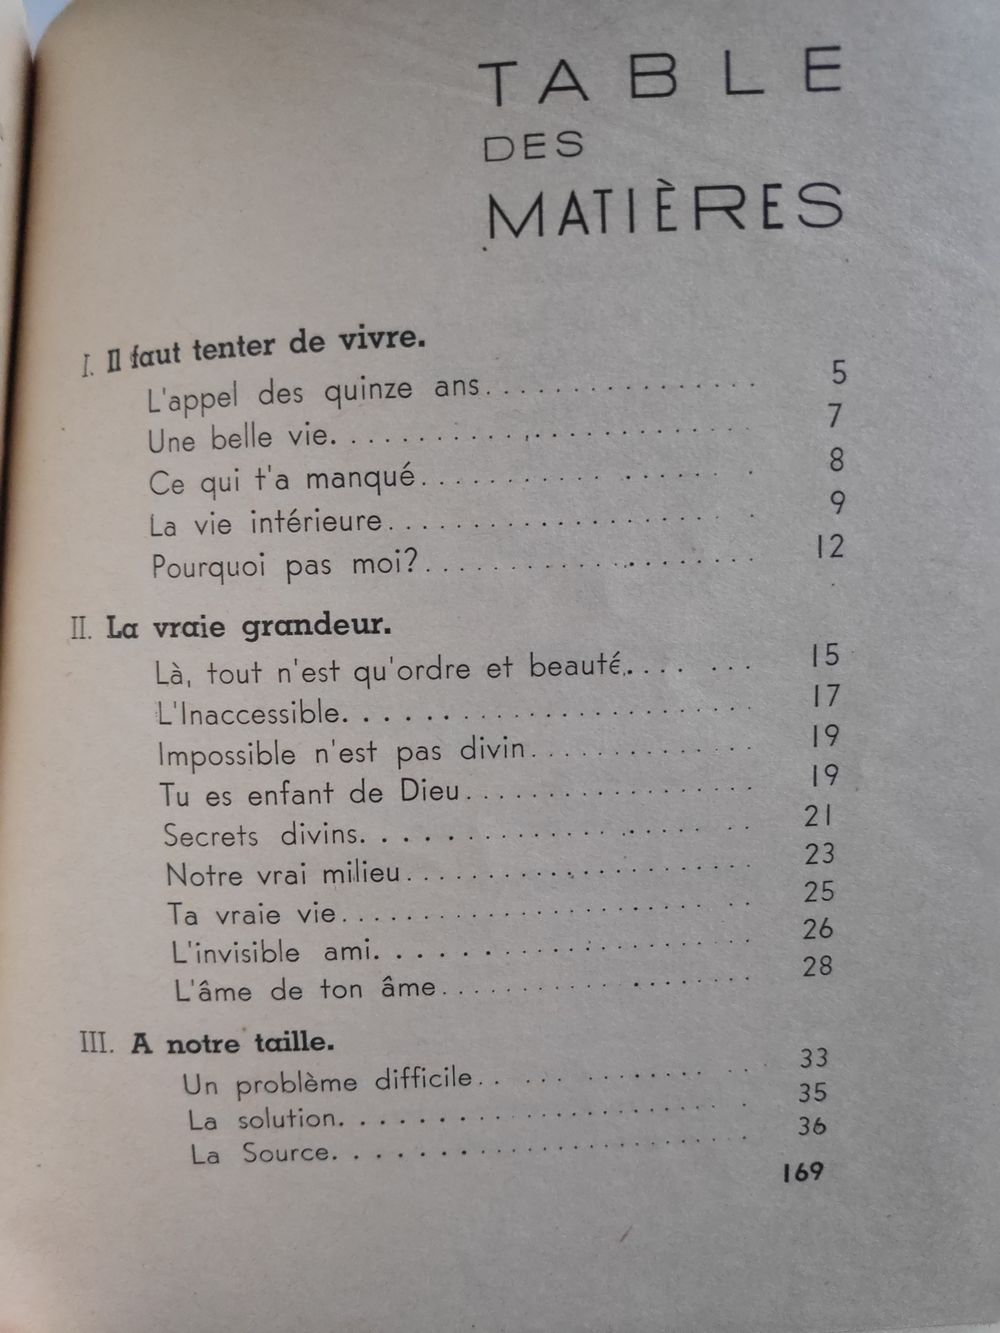 TABLE
DES
MATIÈRES
I. Il faut tenter de vivre.
L'appel des quinze ans. . . . . . . . . . . . . . . . 5
Une belle vie. . . . . . . . . . . . . . . . . . . . . . . . 7
Ce qui t'a manqué. . . . . . . . . . . . . . . . . . 8
La vie intérieure. . . . . . . . . . . . . . . . . . . . 9
Pourquoi pas moi?. . . . . . . . . . . . . . . . . . 12
II. La vraie grandeur.
Là, tout n'est qu'ordre et beauté. . . . . . . . 15
L'Inaccessible. . . . . . . . . . . . . . . . . . . . . . . 17
Impossible n'est pas divin. . . . . . . . . . . . . 19
Tu es enfant de Dieu. . . . . . . . . . . . . . . . . 19
Secrets divins. . . . . . . . . . . . . . . . . . . . . . . 21
Notre vrai milieu. . . . . . . . . . . . . . . . . . . . 23
Ta vraie vie. . . . . . . . . . . . . . . . . . . . . . . . 25
L'invisible ami. . . . . . . . . . . . . . . . . . . . . . 26
L'âme de ton âme. . . . . . . . . . . . . . . . . . . 28
III. A notre taille.
Un problème difficile. . . . . . . . . . . . . . . . 33
La solution. . . . . . . . . . . . . . . . . . . . . . . . . 35
La Source. . . . . . . . . . . . . . . . . . . . . . . . . . 36
169